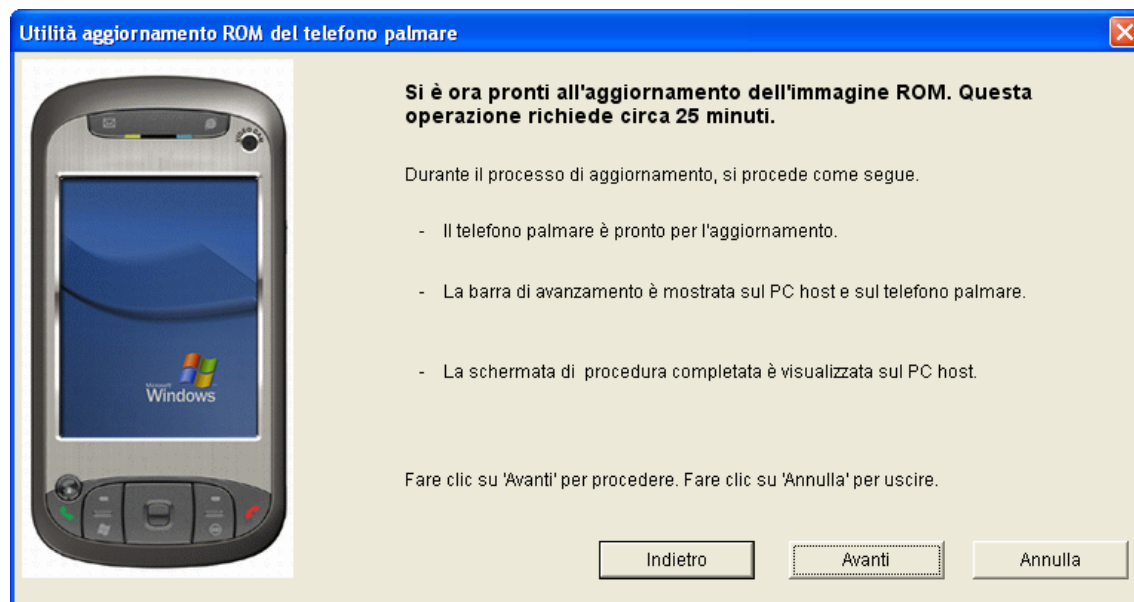 Utilità aggiornamento ROM del telefono palmare
Si è ora pronti all'aggiornamento dell'immagine ROM. Questa
operazione richiede circa 25 minuti.
Durante il processo di aggiornamento, si procede come segue.
- Il telefono palmare è pronto per l'aggiornamento.
- La barra di avanzamento è mostrata sul PC host e sul telefono palmare.
- La schermata di procedura completata è visualizzata sul PC host.
Fare clic su 'Avanti' per procedere. Fare clic su 'Annulla' per uscire.
Indietro
Avanti
Annulla
VIDEO CAM
Microsoft
Windows